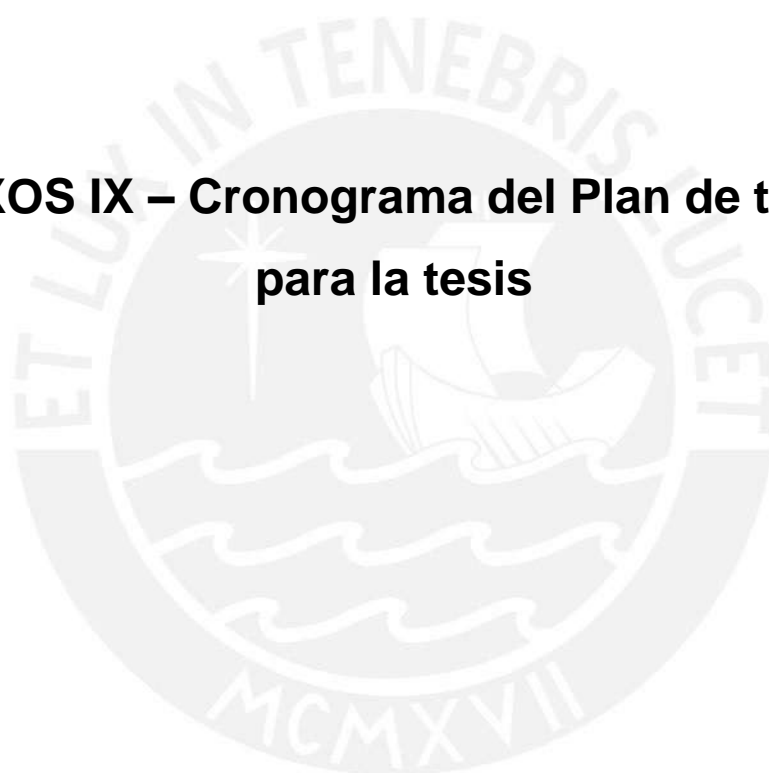 ET LUX IN TENEBRIS LUCET
XOS IX – Cronograma del Plan de t
para la tesis
MCMXVII